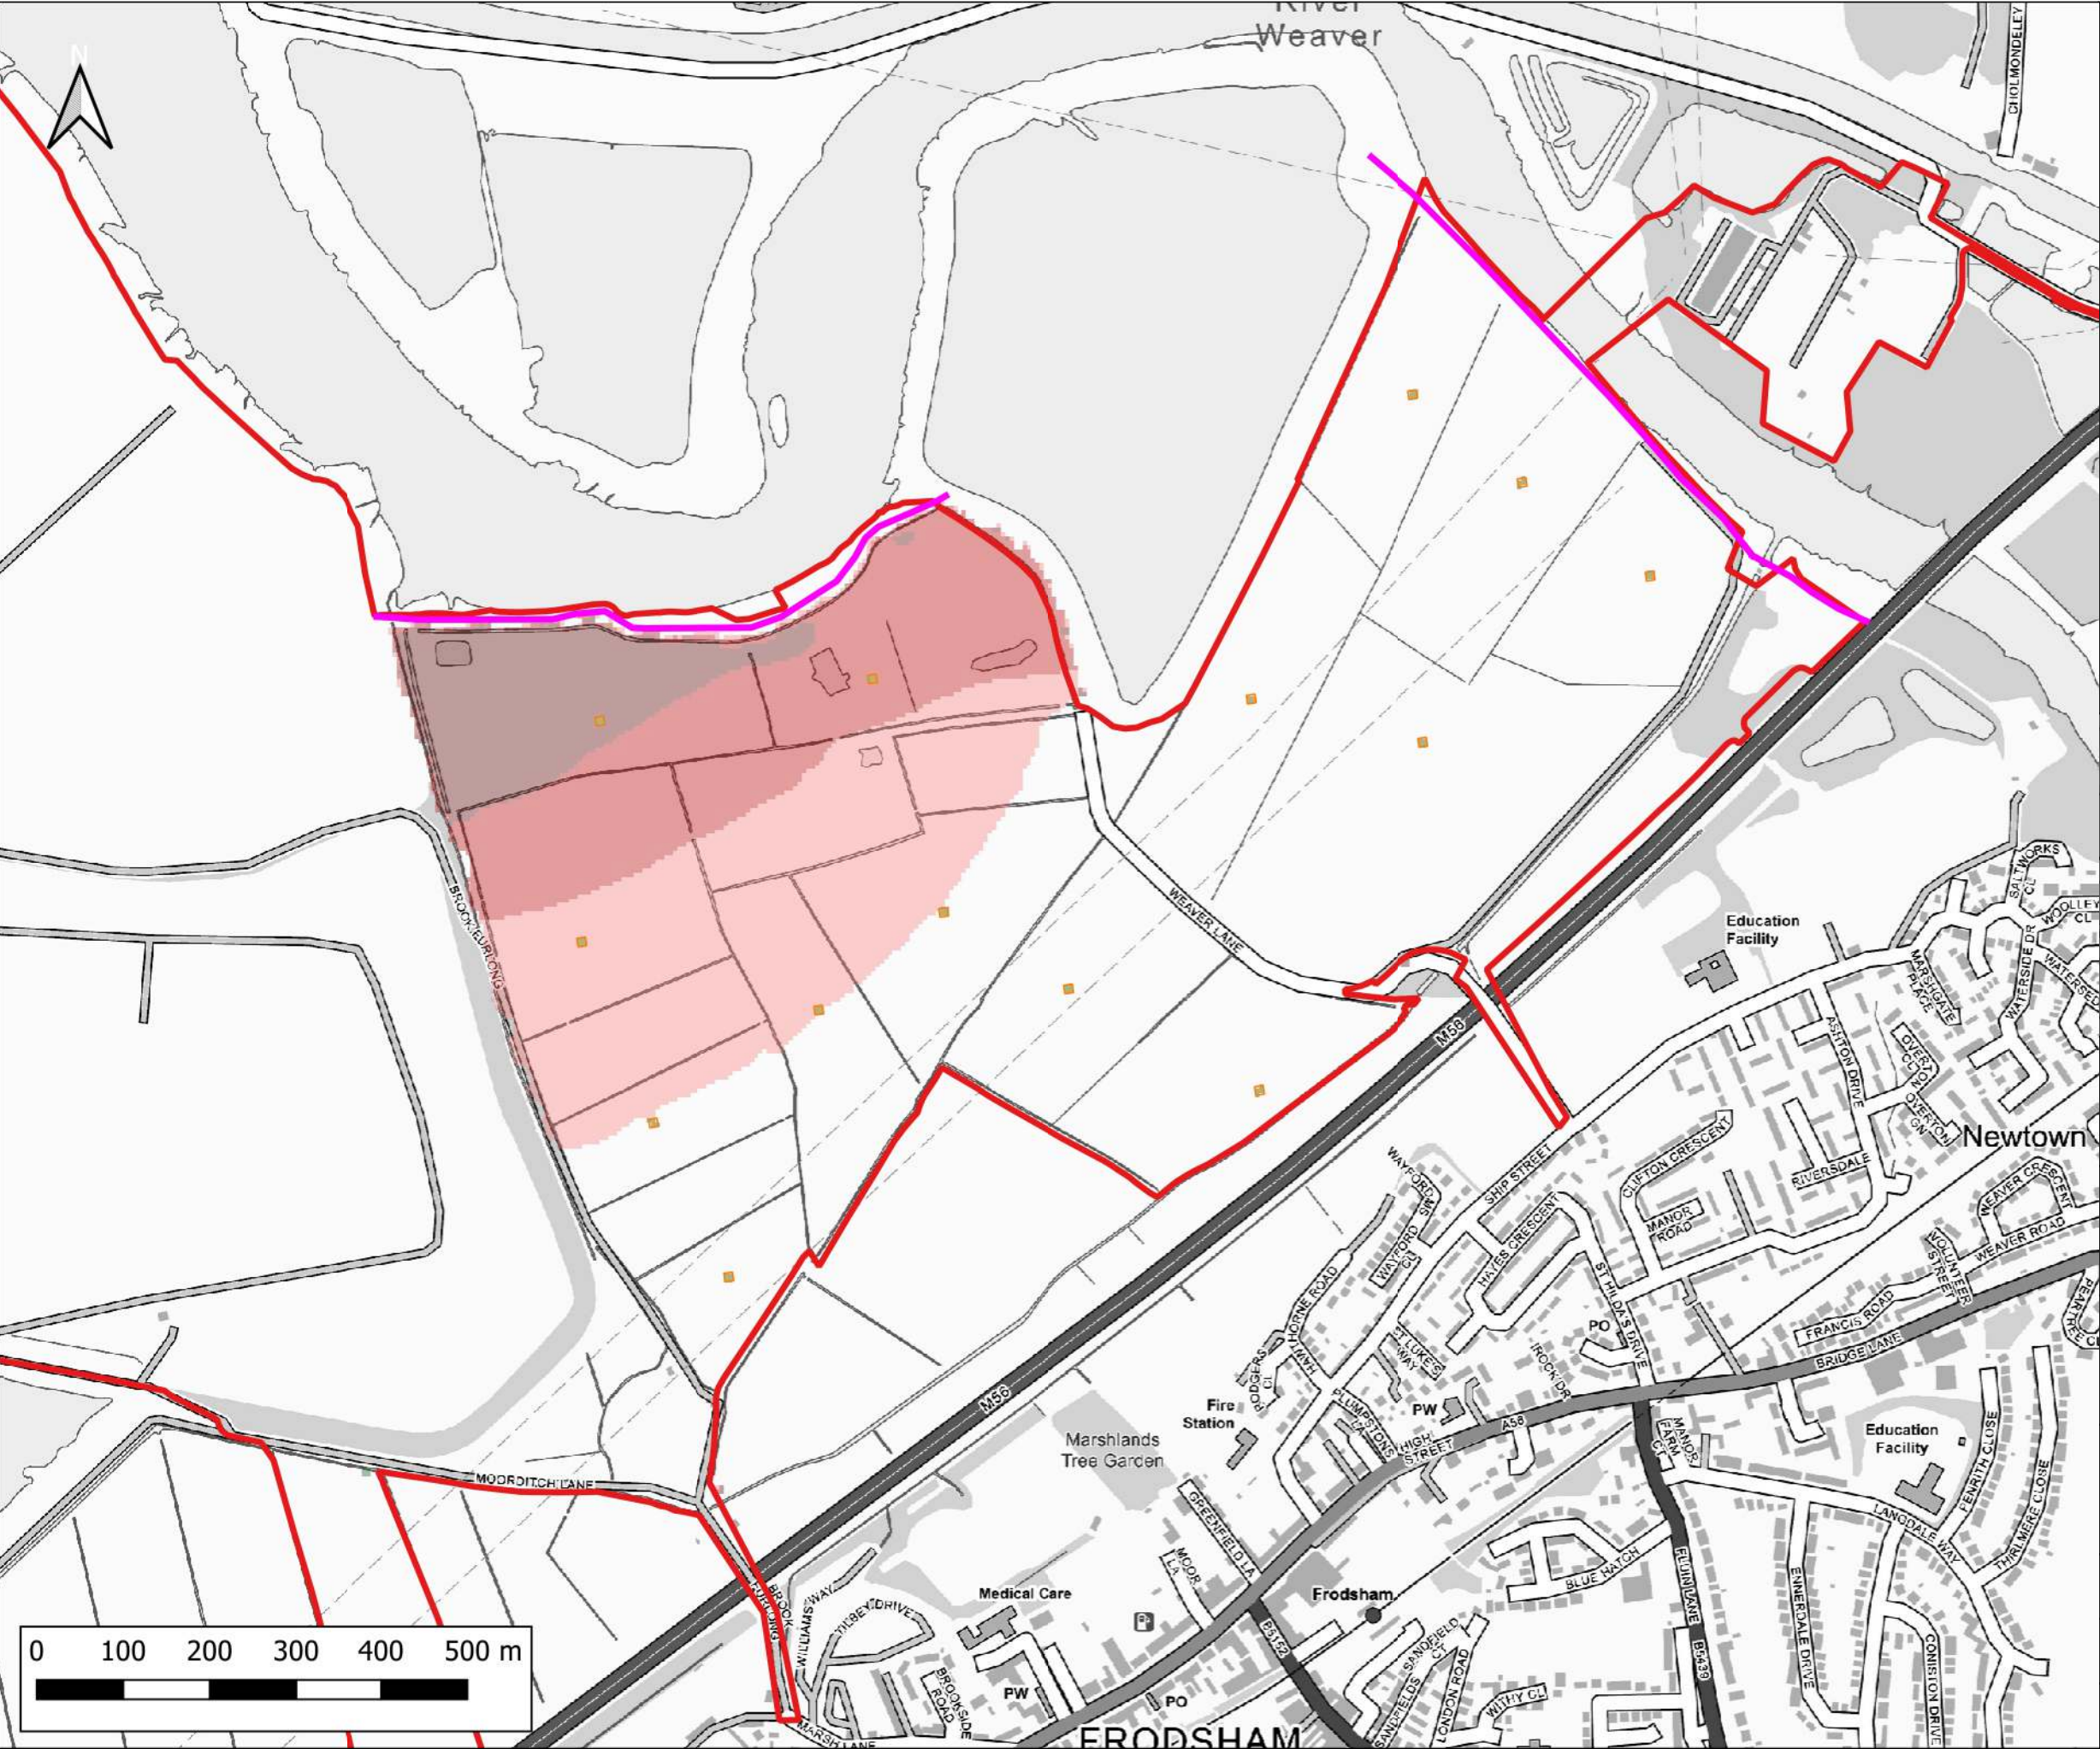 River
Weaver
CHOLMONDELEY
N
BROOK FURLONG
WEAVER LANE
Education
Facility
SALTWORKS
CL
WOOLLEY
CL
WATERSIDE DR
MARSHGATE
PLACE
ASHTON DRIVE
OVERTON
GN
Newtown
M56
SHIP STREET
CLIFTON CRESCENT
RIVERSDALE
WEAVER CRESCENT
WAYFORD MS
WAYFORD
CL
HAYES CRESCENT
MANOR
ROAD
WEAVER ROAD
VOLUNTEER
STREET
ST HILDA'S DRIVE
HAWTHORNE ROAD
FRANCIS ROAD
BRIDGE LANE
PO
ST LUKE'S
WAY
ROCK DR
RODGERS
CL
PLUMPSTONS
LA
PW
A56
HIGH
STREET
Fire
Station
M56
Marshlands
Tree Garden
MANOR
FARM
CT
Education
Facility
PENRITH CLOSE
THIRLMERE CLOSE
LANGDALE WAY
MOORDITCH LANE
GREENFIELD LA
MOOR
LA
BLUE HATCH
FLUIN LANE
B5439
ENNERDALE DRIVE
CONISTON DRIVE
Medical Care
Frodsham
BROOK
FURLONG
WILLIAMS WAY
B5152
SANDFIELD
CT
SANDFIELDS
LONDON ROAD
WITHY CL
BROOKSIDE
ROAD
PW
PO
MARSH LANE
FRODSHAM
0 100 200 300 400 500 m